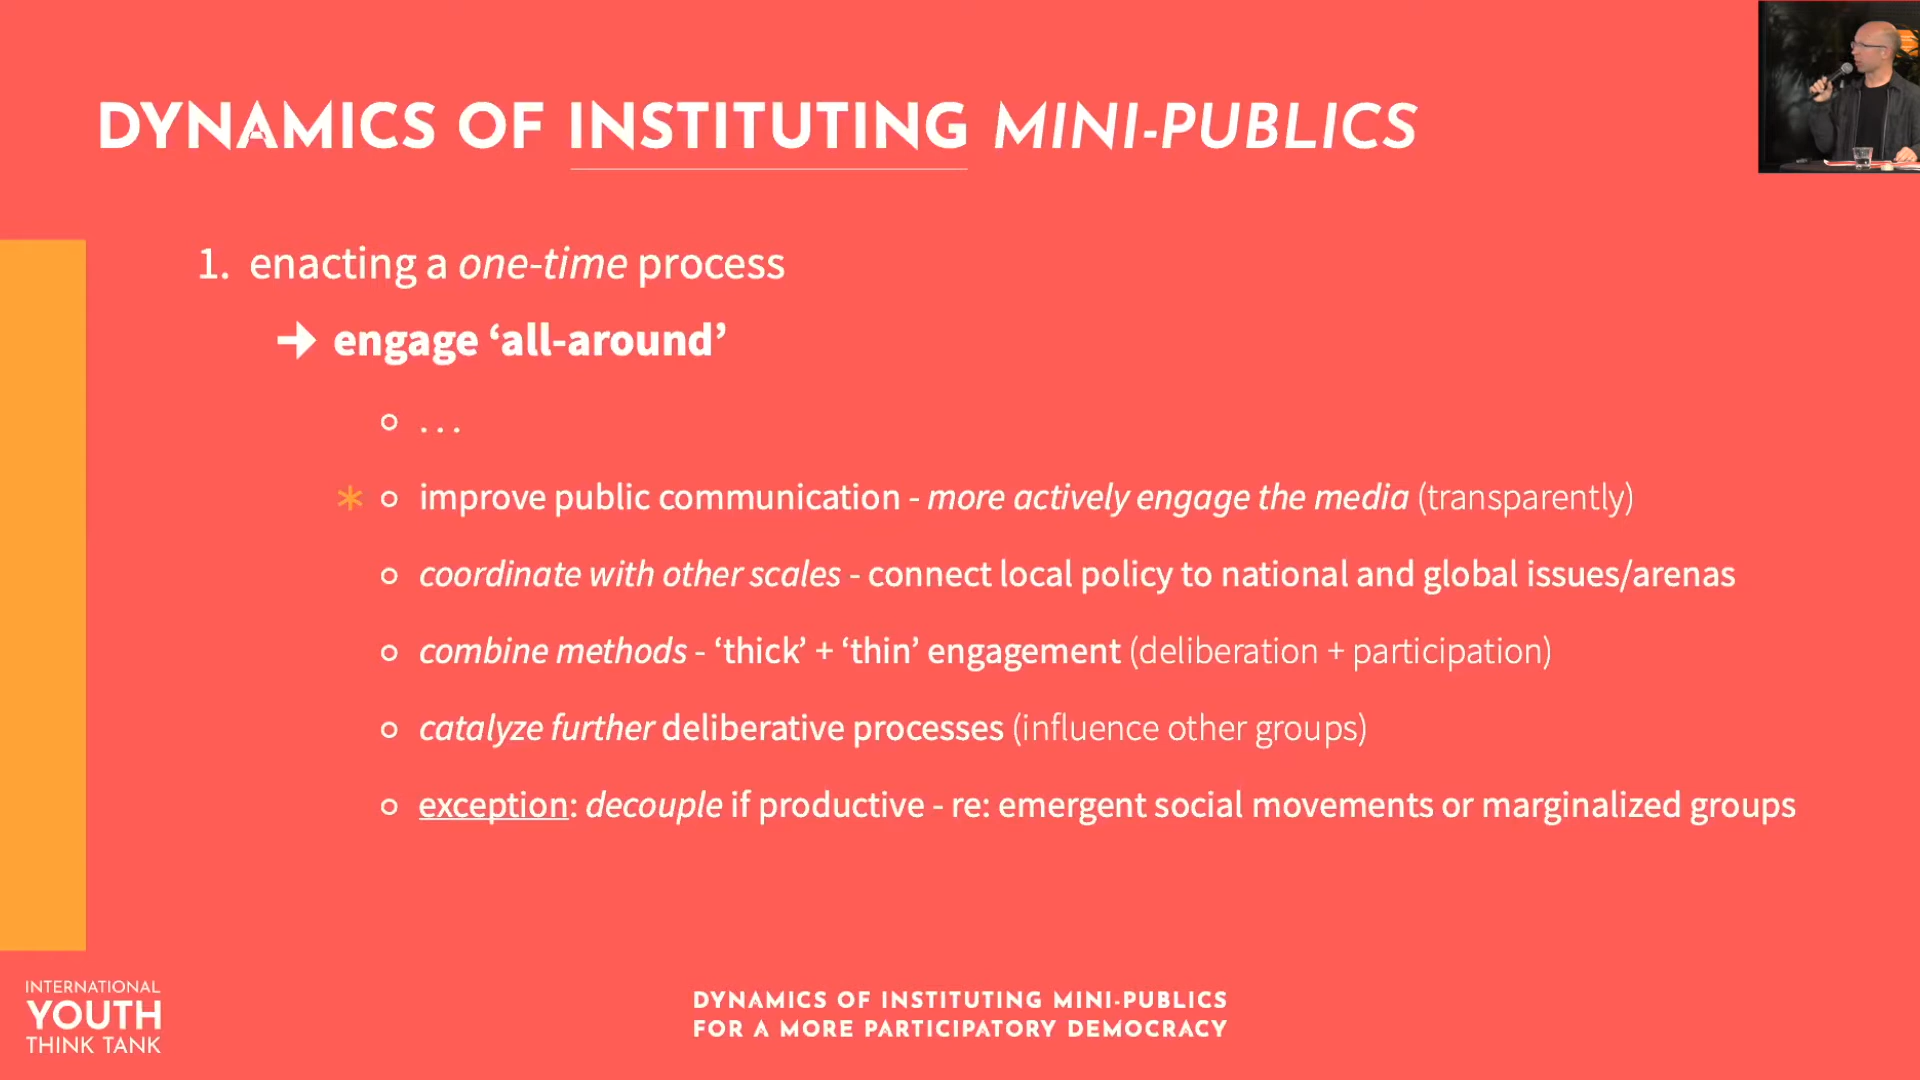 DYNAMICS OF INSTITUTING MINI-PUBLICS
1. enacting a one-time process
➔ engage ‘all-around’
○ . . .
* ○ improve public communication - more actively engage the media (transparently)
○ coordinate with other scales - connect local policy to national and global issues/arenas
○ combine methods - ‘thick’ + ‘thin’ engagement (deliberation + participation)
○ catalyze further deliberative processes (influence other groups)
○ exception: decouple if productive - re: emergent social movements or marginalized groups
INTERNATIONAL
YOUTH
THINK TANK
DYNAMICS OF INSTITUTING MINI-PUBLICS
FOR A MORE PARTICIPATORY DEMOCRACY